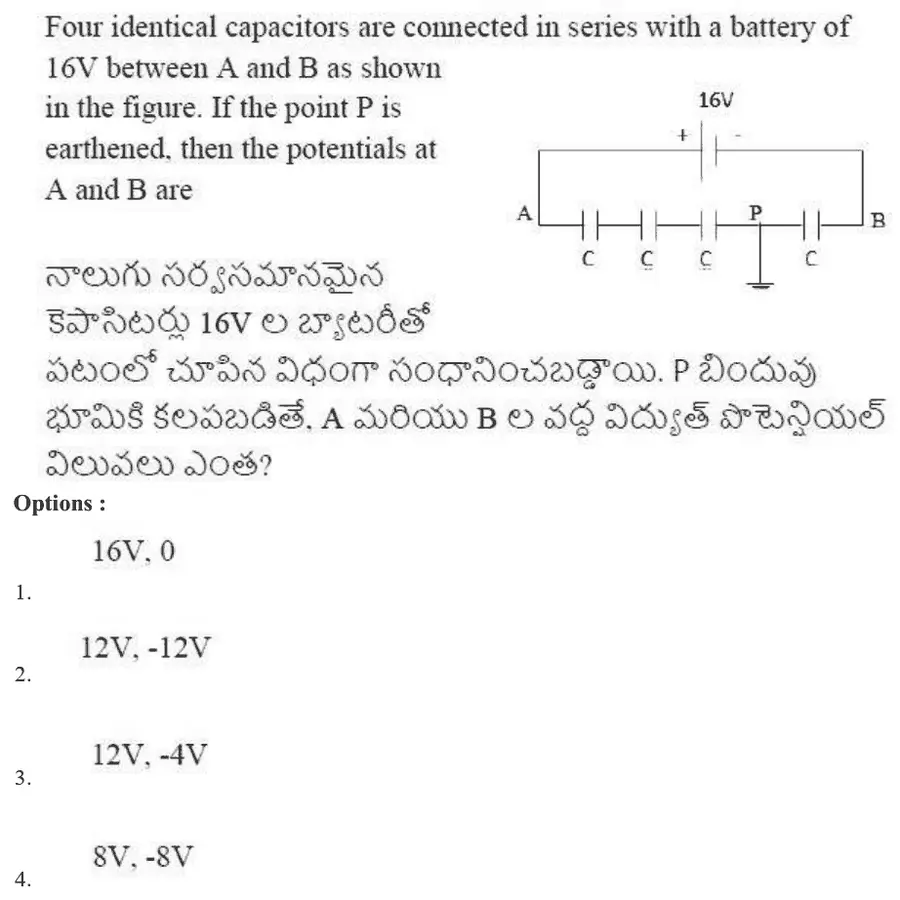 Four identical capacitors are connected in series with a battery of
16V between A and B as shown
in the figure. If the point P is
earthened, then the potentials at
A and B are
16V
+ -
A P B
C C C C
నాలుగు సర్వసమానమైన
కెపాసిటర్లు 16V ల బ్యాటరీతో
పటంలో చూపిన విధంగా సంధానించబడ్డాయి. P బిందువు
భూమికి కలపబడితే, A మరియు B ల వద్ద విద్యుత్ పొటెన్షియల్
విలువలు ఎంత?
Options :
16V, 0
1.
12V, -12V
2.
12V, -4V
3.
8V, -8V
4.